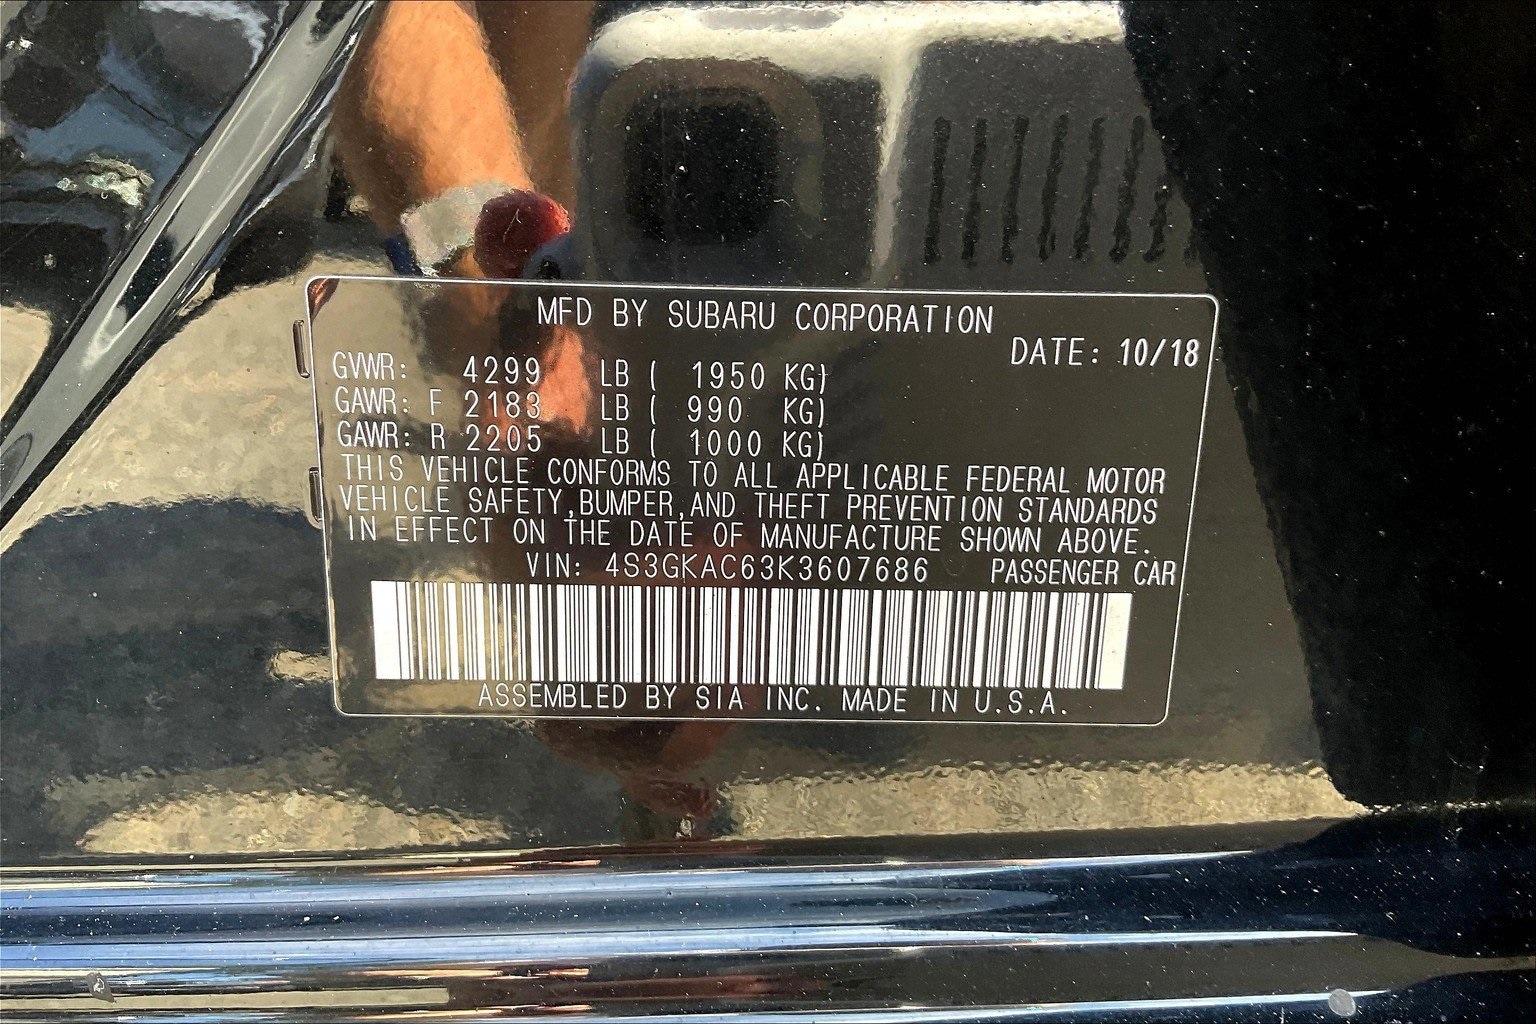 MFD BY SUBARU CORPORATION
DATE: 10/18
GVWR: 4299 LB ( 1950 KG)
GAWR: F 2183 LB ( 990 KG)
GAWR: R 2205 LB ( 1000 KG)
THIS VEHICLE CONFORMS TO ALL APPLICABLE FEDERAL MOTOR
VEHICLE SAFETY,BUMPER,AND THEFT PREVENTION STANDARDS
IN EFFECT ON THE DATE OF MANUFACTURE SHOWN ABOVE.
VIN: 4S3GKAC63K3607686 PASSENGER CAR
ASSEMBLED BY SIA INC. MADE IN U.S.A.